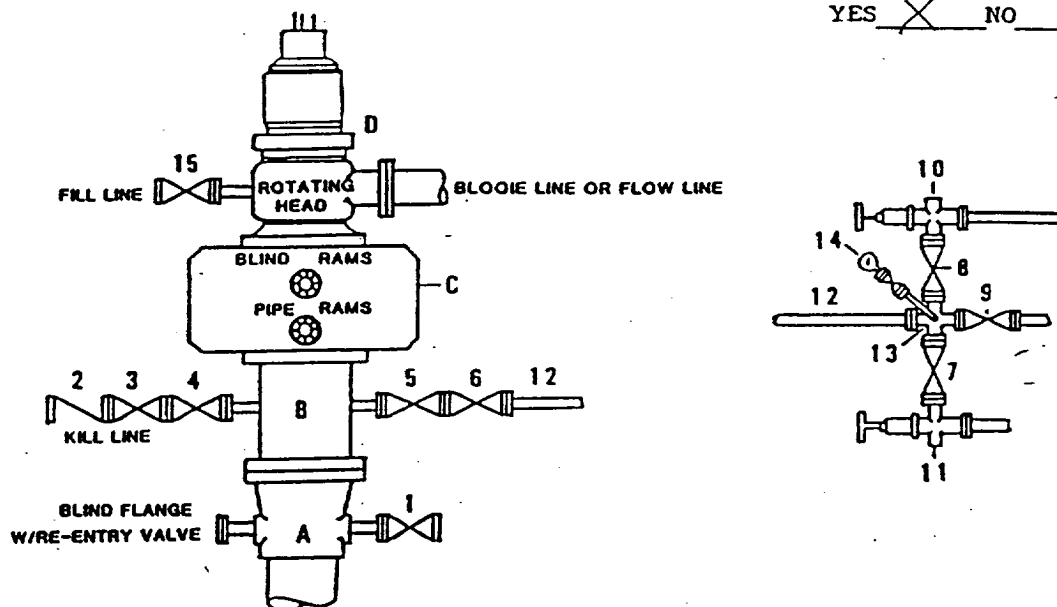 YES X NO
D
15
FILL LINE
ROTATING
HEAD
BLOOIE LINE OR FLOW LINE
BLIND RAMS
C
PIPE RAMS
2 3 4
B
5 6 12
KILL LINE
BLIND FLANGE
W/RE-ENTRY VALVE
A
1
10
14
8
12
9
13
7
11